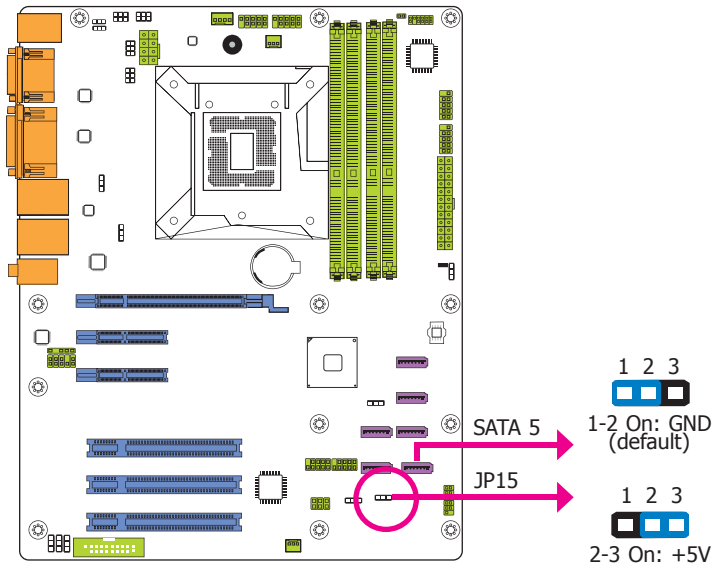 1 2 3
SATA 5
1-2 On: GND
(default)
JP15
1 2 3
2-3 On: +5V